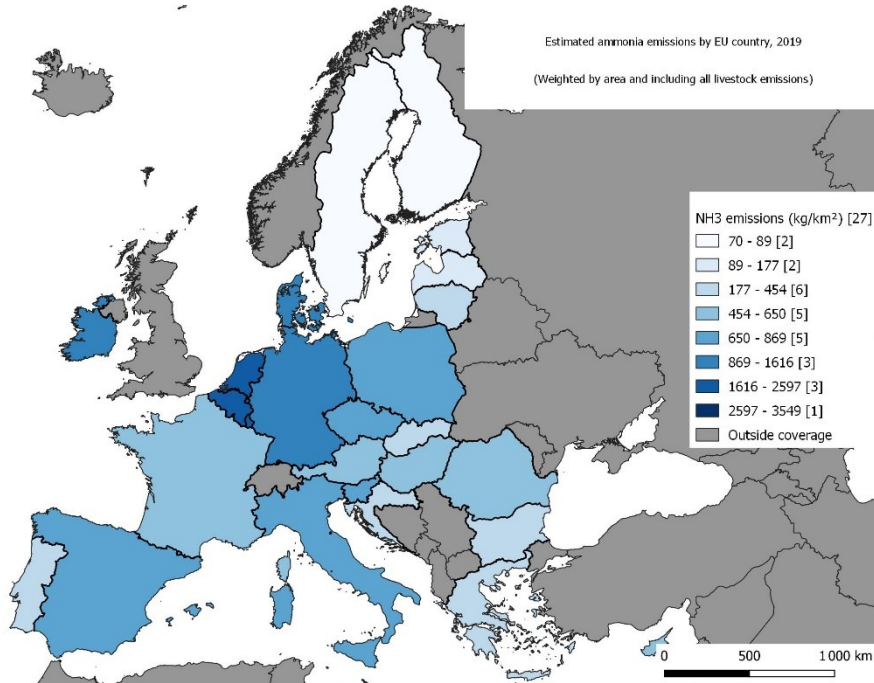 Estimated ammonia emissions by EU country, 2019
(Weighted by area and including all livestock emissions)
NH3 emissions (kg/km²) [27]
70 - 89 [2]
89 - 177 [2]
177 - 454 [6]
454 - 650 [5]
650 - 869 [5]
869 - 1616 [3]
1616 - 2597 [3]
2597 - 3549 [1]
Outside coverage
0 500 1 000 km